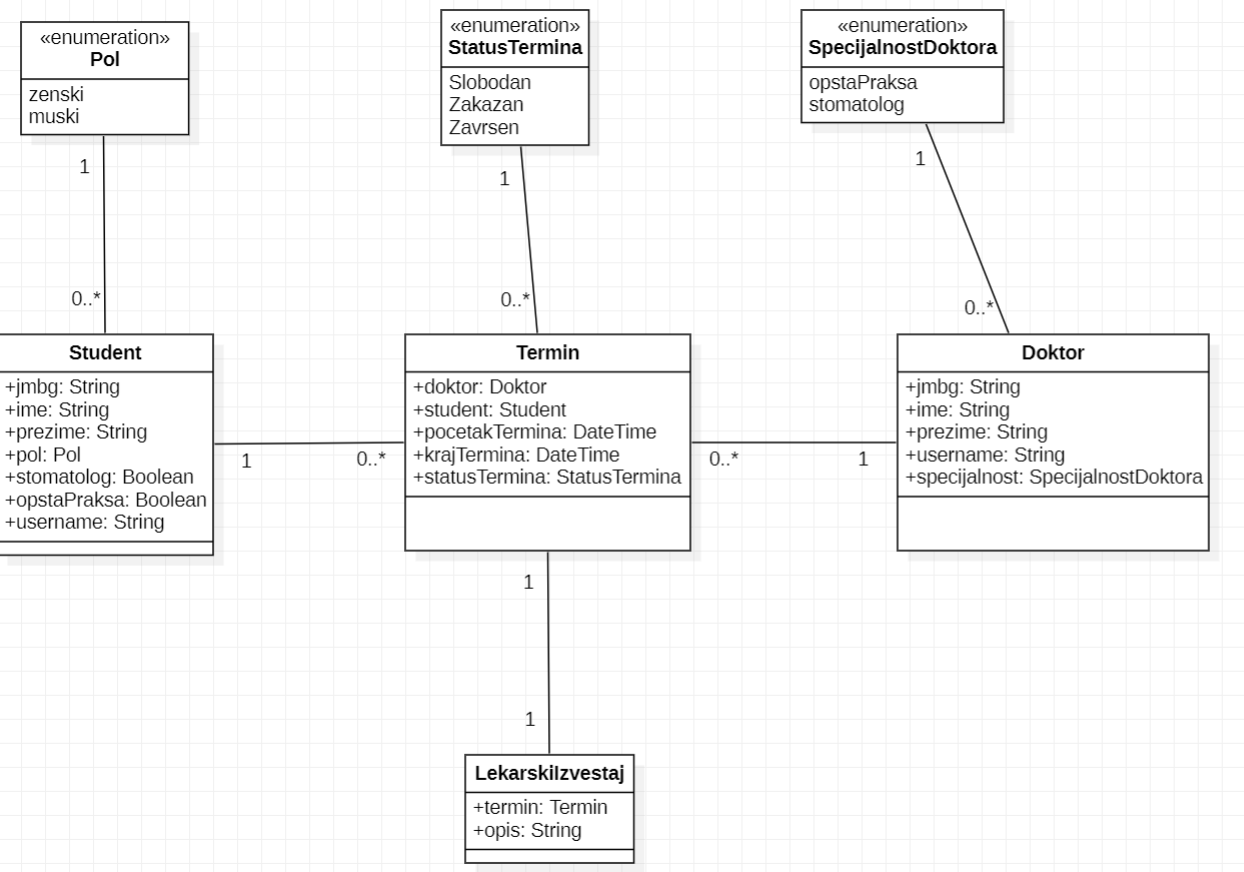 «enumeration»
Pol
zenski
muski
«enumeration»
StatusTermina
Slobodan
Zakazan
Zavrsen
«enumeration»
SpecijalnostDoktora
opstaPraksa
stomatolog
1
0..*
1
0..*
1
0..*
Student
+jmbg: String
+ime: String
+prezime: String
+pol: Pol
+stomatolog: Boolean
+opstaPraksa: Boolean
+username: String
1
0..*
Termin
+doktor: Doktor
+student: Student
+pocetakTermina: DateTime
+krajTermina: DateTime
+statusTermina: StatusTermina
0..*
1
Doktor
+jmbg: String
+ime: String
+prezime: String
+username: String
+specijalnost: SpecijalnostDoktora
1
1
LekarskiIzvestaj
+termin: Termin
+opis: String